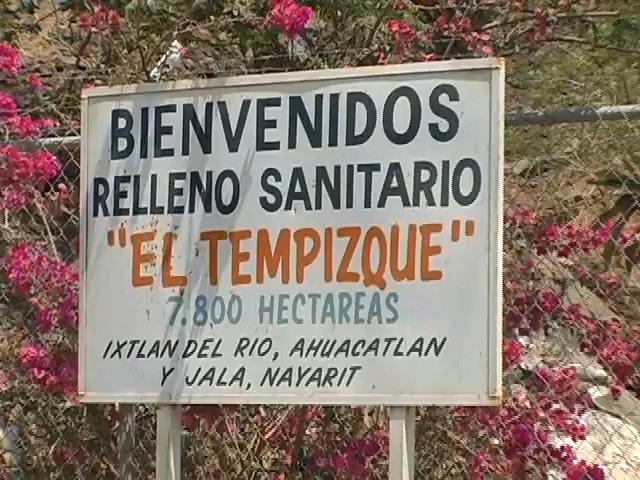 BIENVENIDOS
RELLENO SANITARIO
"EL TEMPIZQUE"
7.800 HECTAREAS
IXTLAN DEL RIO, AHUACATLAN
Y JALA, NAYARIT